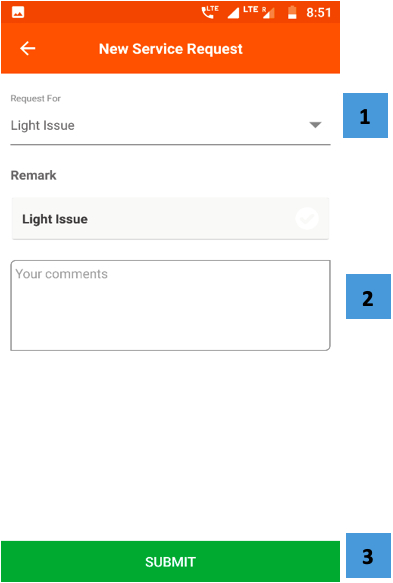 LTE LTE R 8:51
New Service Request
Request For
Light Issue
1
Remark
Light Issue
Your comments
2
SUBMIT
3